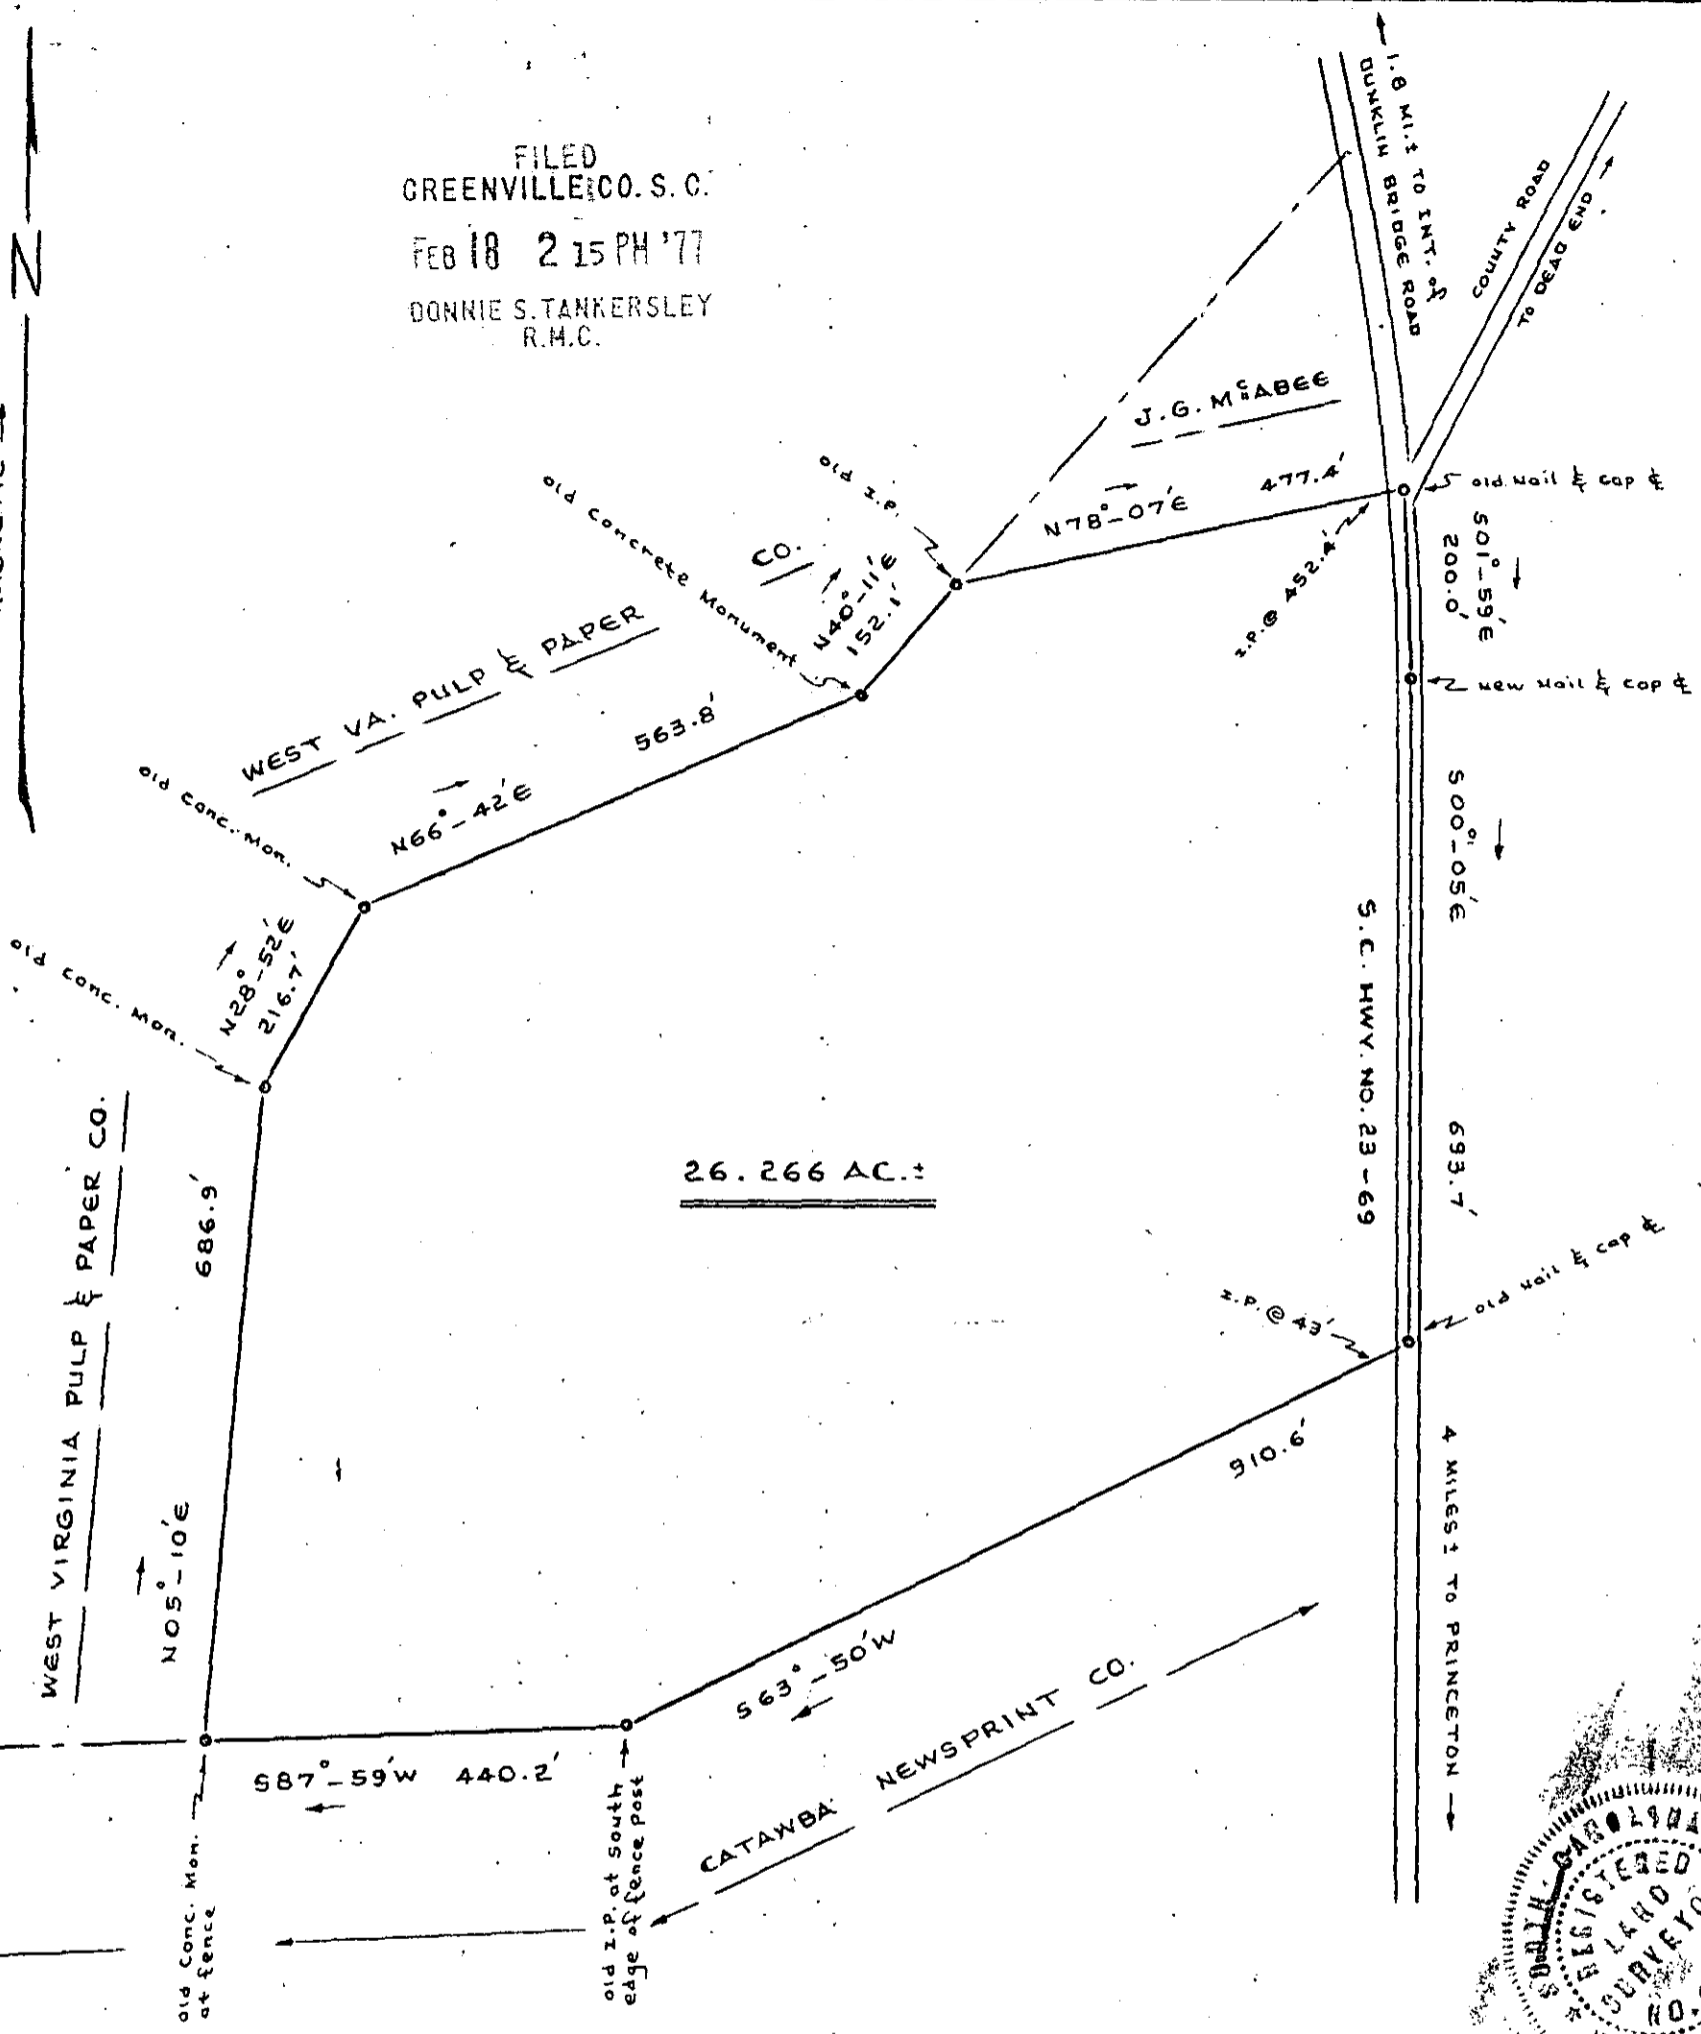 N
FILED
GREENVILLE CO. S. C.
FEB 18 2 15 PM '77
DONNIE S. TANKERSLEY
R.M.C.
1.8 MI.± TO INT. of
DUNKLIN BRIDGE ROAD
COUNTY ROAD
TO DEAD END
J.G. McABEE
N78°-07'E 477.4'
I.P. @ 452.4'
old Nail & cap ℄
S01°-59'E
200.0'
New Nail & cap ℄
S00°-05'E 693.7'
old Nail & cap ℄
S.C. HWY. NO. 23-69
4 MILES± TO PRINCETON
old I.P.
N40°-11'E
152.1'
old concrete Monument
WEST VA. PULP & PAPER CO.
N66°-42'E 563.8'
old conc. Mon.
N28°-52'E
216.7'
old conc. Mon.
WEST VIRGINIA PULP & PAPER CO.
N05°-10'E 686.9'
26.266 AC.±
I.P. @ 43'
S63°-50'W 910.6'
CATAWBA NEWSPRINT CO.
S87°-59'W 440.2'
old Conc. Mon.
at fence
old I.P. at South
edge of fence post
SOUTH CAROLINA
REGISTERED
LAND
SURVEYOR
NO.